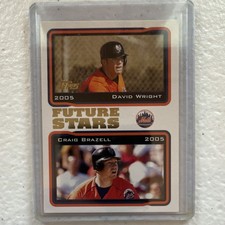 2005 DAVID WRIGHT
FUTURE
STARS
CRAIG BRAZELL 2005